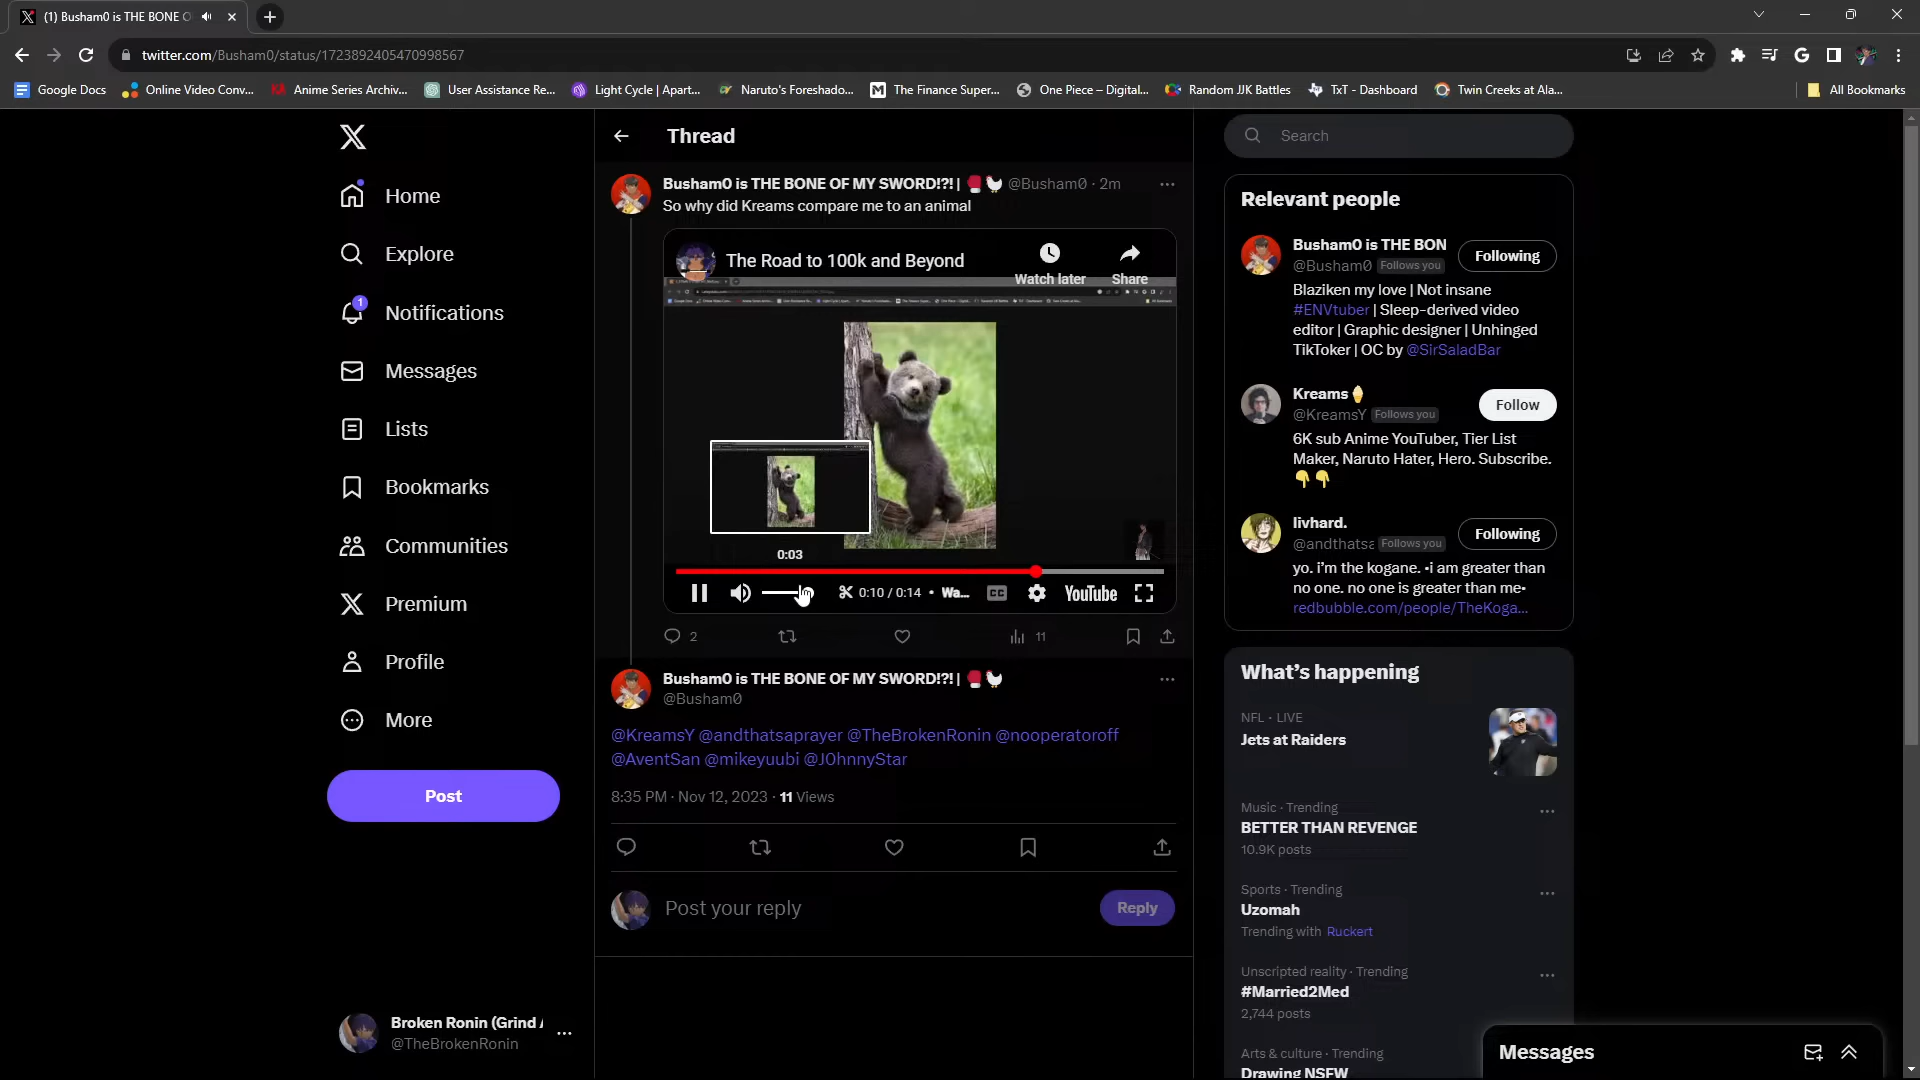 (1) Busham0 is THE BONE O
twitter.com/Busham0/status/1723892405470998567
Google Docs
Online Video Conv...
Anime Series Archiv...
User Assistance Re...
Light Cycle | Apart...
Naruto's Foreshado...
The Finance Super...
One Piece – Digital...
Random JJK Battles
TxT - Dashboard
Twin Creeks at Ala...
All Bookmarks
Home
Explore
1
Notifications
Messages
Lists
Bookmarks
Communities
Premium
Profile
More
Post
Broken Ronin (Grind
@TheBrokenRonin
Thread
Busham0 is THE BONE OF MY SWORD!?! | 🥊🐓 @Busham0 · 2m
So why did Kreams compare me to an animal
The Road to 100k and Beyond
Watch later
Share
0:03
0:10 / 0:14 • Wa...
CC
YouTube
2
11
Busham0 is THE BONE OF MY SWORD!?! | 🥊🐓
@Busham0
@KreamsY @andthatsaprayer @TheBrokenRonin @nooperatoroff
@AventSan @mikeyuubi @J0hnnyStar
8:35 PM · Nov 12, 2023 · 11 Views
Post your reply
Reply
Search
Relevant people
Busham0 is THE BON
@Busham0 Follows you
Following
Blaziken my love | Not insane
#ENVtuber | Sleep-derived video
editor | Graphic designer | Unhinged
TikToker | OC by @SirSaladBar
Kreams🍦
@KreamsY Follows you
Follow
6K sub Anime YouTuber, Tier List
Maker, Naruto Hater, Hero. Subscribe.
👇👇
livhard.
@andthatsa Follows you
Following
yo. i'm the kogane. •i am greater than
no one. no one is greater than me•
redbubble.com/people/TheKoga...
What's happening
NFL · LIVE
Jets at Raiders
Music · Trending
BETTER THAN REVENGE
10.9K posts
Sports · Trending
Uzomah
Trending with Ruckert
Unscripted reality · Trending
#Married2Med
2,744 posts
Arts & culture · Trending
Drawing NSFW
Messages